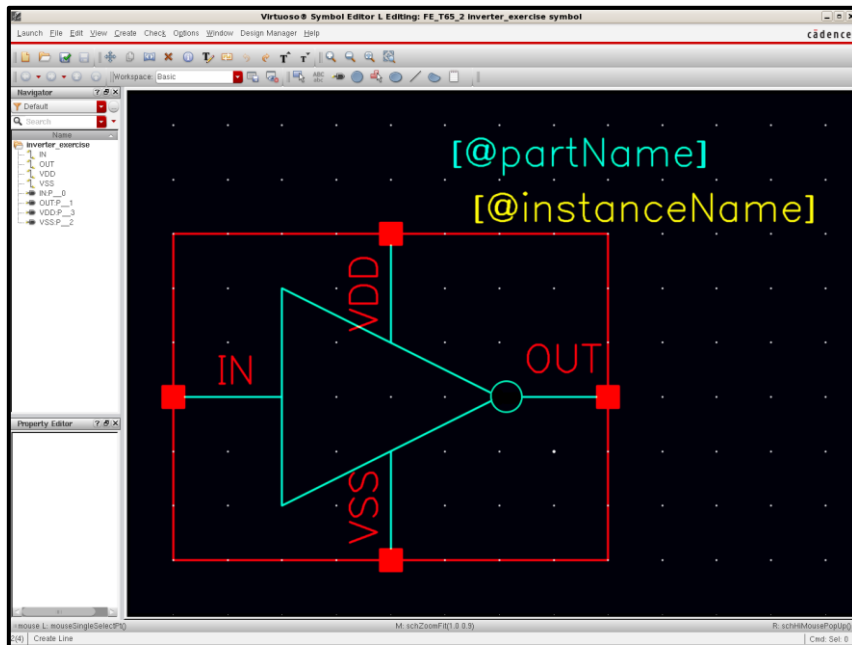 Virtuoso® Symbol Editor L Editing: FE_T65_2 inverter_exercise symbol
Launch File Edit View Create Check Options Window Design Manager Help
cādence
Workspace: Basic
Navigator
Default
Search
Name
inverter_exercise
IN
OUT
VDD
VSS
IN:P__0
OUT:P__1
VDD:P__3
VSS:P__2
Property Editor
[@partName]
[@instanceName]
VDD
IN
OUT
VSS
mouse L: mouseSingleSelectPt()
M: schZoomFit(1.0 0.9)
R: schHiMousePopUp()
2(4) Create Line
Cmd: Sel: 0